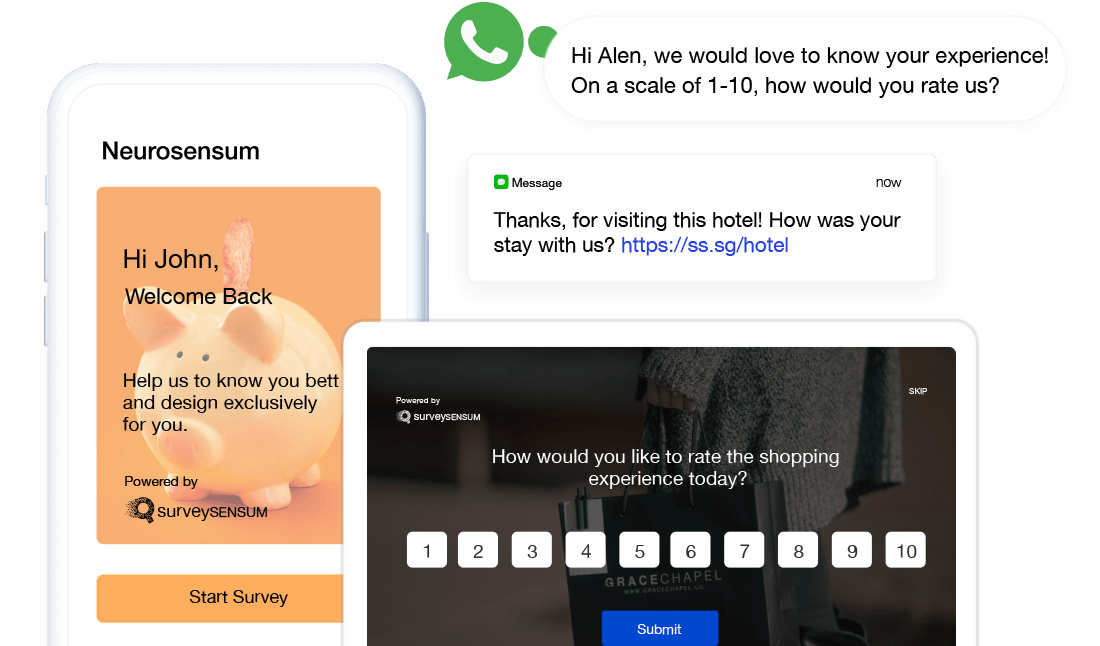 Hi Alen, we would love to know your experience!
On a scale of 1-10, how would you rate us?
Neurosensum
Message
now
Thanks, for visiting this hotel! How was your
stay with us? https://ss.sg/hotel
Hi John,
Welcome Back
Help us to know you bett
and design exclusively
for you.
Powered by
surveySENSUM
Start Survey
SKIP
Powered by
surveySENSUM
How would you like to rate the shopping
experience today?
1 2 3 4 5 6 7 8 9 10
GRACECHAPEL
WWW.GRACECHAPEL.CC
Submit